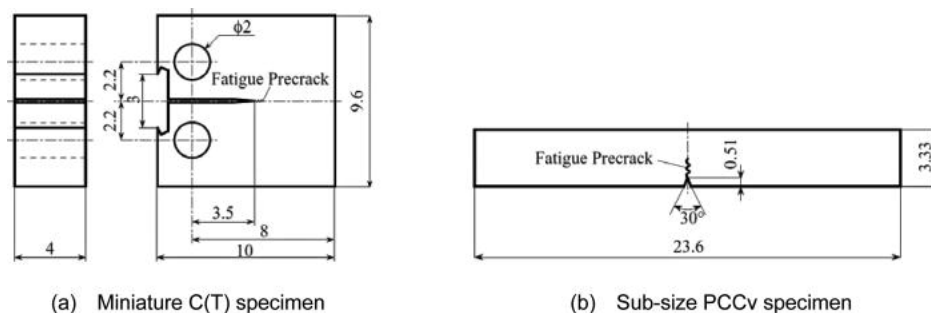 ϕ2
Fatigue Precrack
2.2
3
2.2
9.6
3.5
8
4
10
Fatigue Precrack
0.51
3.33
30°
23.6
(a) Miniature C(T) specimen
(b) Sub-size PCCv specimen